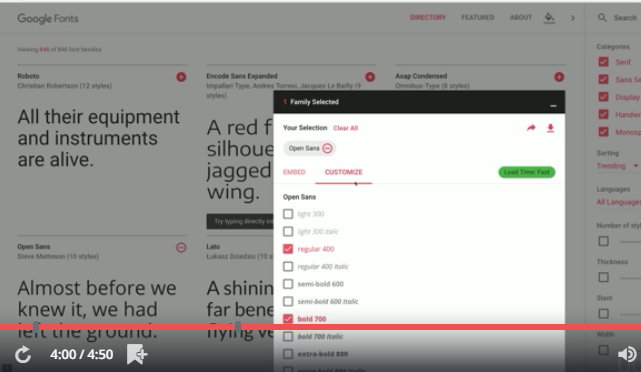 Google Fonts
DIRECTORY
FEATURED
ABOUT
Search
Viewing 845 of 845 font families.
Roboto
Christian Robertson (12 styles)
All their equipment
and instruments
are alive.
Encode Sans Expanded
Impallari Type, Andres Torresi, Jacques Le Bailly (9
styles)
A red f
silhoue
jagged
wing.
Try typing directly in
Asap Condensed
Omnibus-Type (8 styles)
Categories
Serif
Sans Se
Display
Handwr
Monosp
Sorting
Trending
Languages
All Languages
Number of styl
Thickness
Slant
Width
1 Family Selected
Your Selection Clear All
Open Sans
EMBED
CUSTOMIZE
Load Time: Fast
Open Sans
light 300
light 300 Italic
regular 400
regular 400 Italic
semi-bold 600
semi-bold 600 Italic
bold 700
bold 700 Italic
extra-bold 800
extra-bold 800 Italic
Open Sans
Steve Matteson (10 styles)
Almost before we
knew it, we had
left the ground.
Lato
Lukasz Dziedzic (10 s
A shinin
far bene
flying ve
4:00 / 4:50